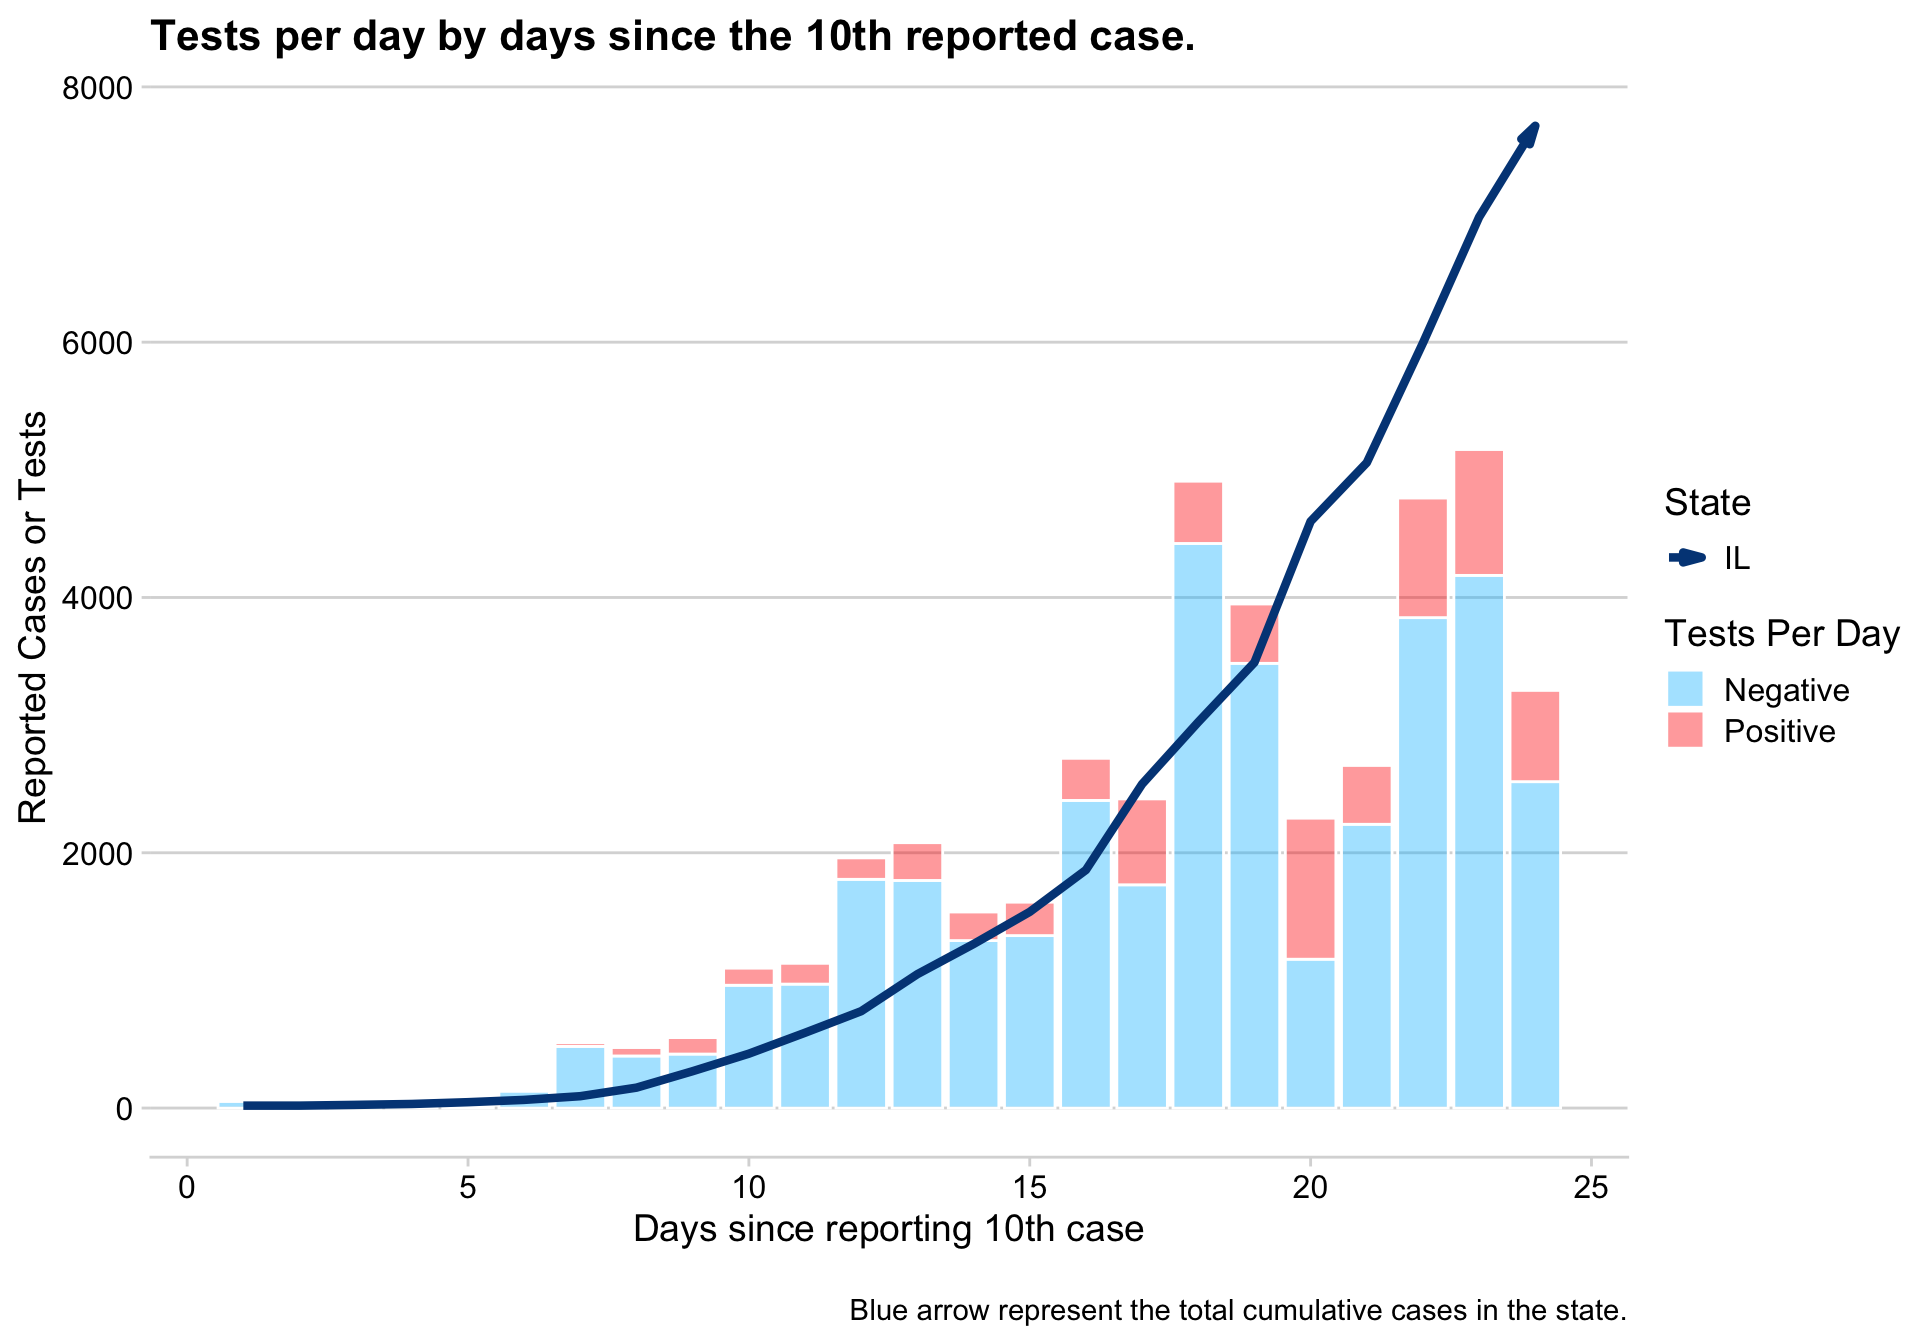 Tests per day by days since the 10th reported case.
8000
6000
4000
2000
0
Reported Cases or Tests
0 5 10 15 20 25
Days since reporting 10th case
State
IL
Tests Per Day
Negative
Positive
Blue arrow represent the total cumulative cases in the state.